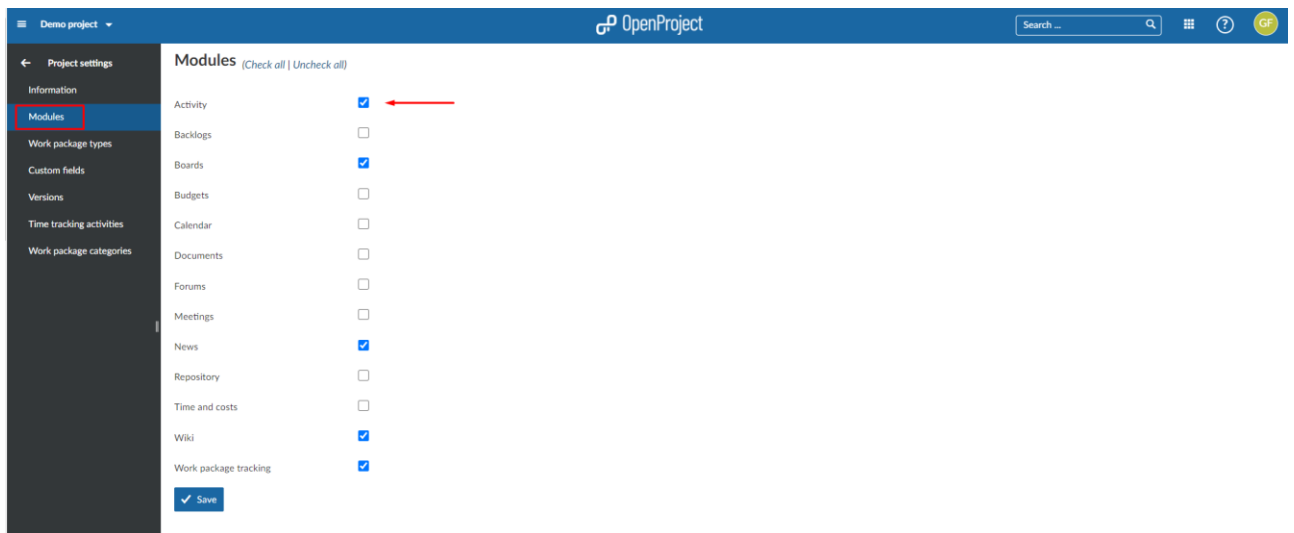 Demo project
OpenProject
Search ...
?
GF
Project settings
Information
Modules
Work package types
Custom fields
Versions
Time tracking activities
Work package categories
Modules (Check all | Uncheck all)
Activity
Backlogs
Boards
Budgets
Calendar
Documents
Forums
Meetings
News
Repository
Time and costs
Wiki
Work package tracking
Save